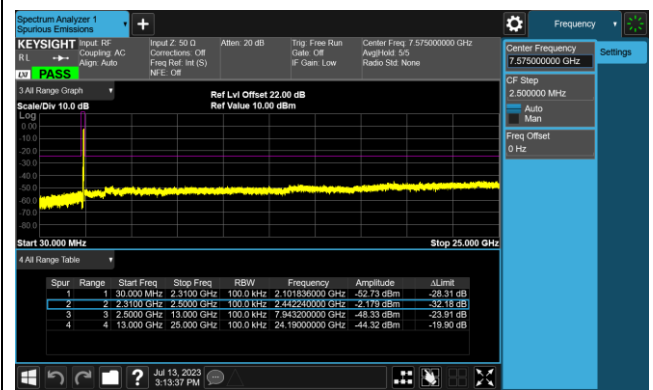 Spectrum Analyzer 1
Spurious Emissions
Frequency
KEYSIGHT
RL
Input: RF
Coupling: AC
Align: Auto
Input Z: 50 Ω
Corrections: Off
Freq Ref: Int (S)
NFE: Off
Atten: 20 dB
Trig: Free Run
Gate: Off
IF Gain: Low
Center Freq: 7.575000000 GHz
Avg|Hold: 5/5
Radio Std: None
LXI PASS
Center Frequency
7.575000000 GHz
Settings
CF Step
2.500000 MHz
Auto
Man
Freq Offset
0 Hz
3 All Range Graph
Scale/Div 10.0 dB
Ref Lvl Offset 22.00 dB
Ref Value 10.00 dBm
Log
0.00
-10.0
-20.0
-30.0
-40.0
-50.0
-60.0
-70.0
-80.0
Start 30.000 MHz Stop 25.000 GHz
4 All Range Table
Spur Range Start Freq Stop Freq RBW Frequency Amplitude ΔLimit
1 1 30.000 MHz 2.3100 GHz 100.0 kHz 2.101836000 GHz -52.73 dBm -28.31 dB
2 2 2.3100 GHz 2.5000 GHz 100.0 kHz 2.442240000 GHz -2.179 dBm -32.18 dB
3 3 2.5000 GHz 13.000 GHz 100.0 kHz 7.943200000 GHz -48.33 dBm -23.91 dB
4 4 13.000 GHz 25.000 GHz 100.0 kHz 24.19000000 GHz -44.32 dBm -19.90 dB
?
Jul 13, 2023
3:13:37 PM